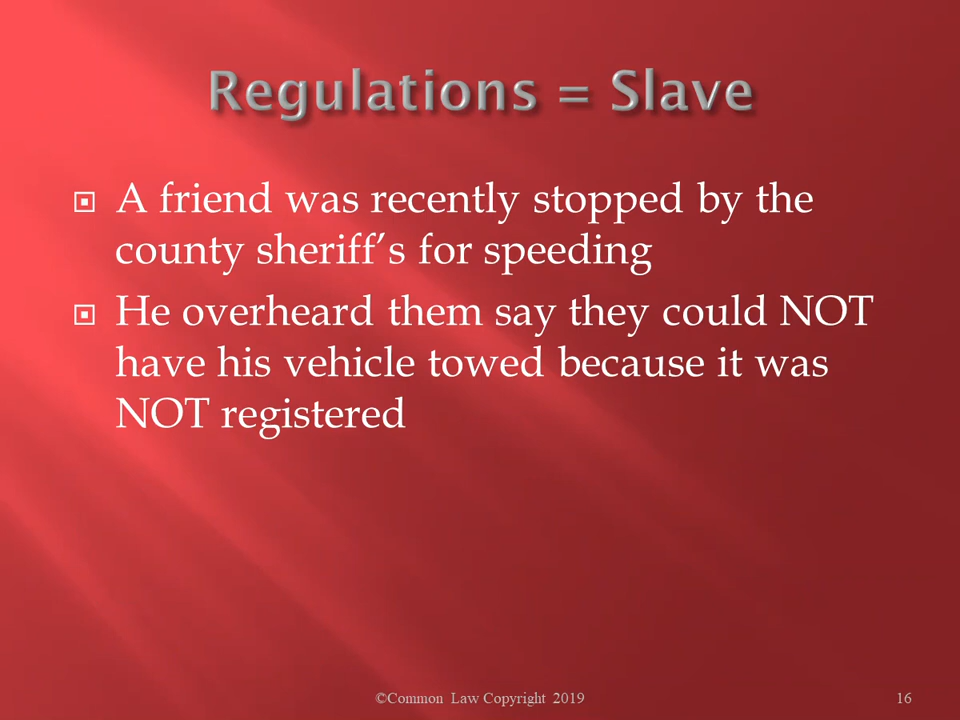 Regulations = Slave
A friend was recently stopped by the
county sheriff’s for speeding
He overheard them say they could NOT
have his vehicle towed because it was
NOT registered
©Common Law Copyright 2019
16